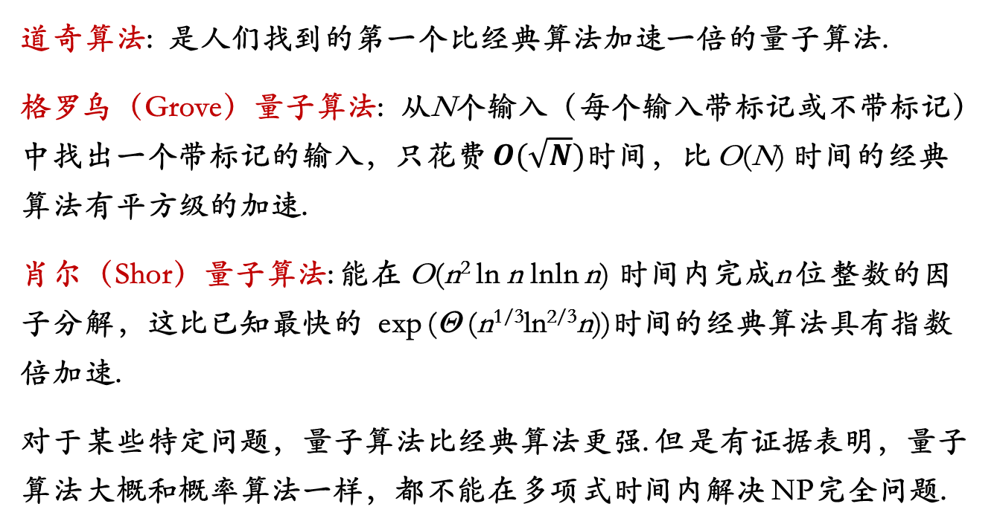 道奇算法: 是人们找到的第一个比经典算法加速一倍的量子算法.
格罗乌（Grove）量子算法: 从N个输入（每个输入带标记或不带标记）
中找出一个带标记的输入，只花费 O(√N)时间，比 O(N) 时间的经典
算法有平方级的加速.
肖尔（Shor）量子算法: 能在 O(n² ln n lnln n) 时间内完成n位整数的因
子分解，这比已知最快的 exp (Θ (n^{1/3}ln^{2/3}n))时间的经典算法具有指数
倍加速.
对于某些特定问题，量子算法比经典算法更强. 但是有证据表明，量子
算法大概和概率算法一样，都不能在多项式时间内解决 NP完全问题.